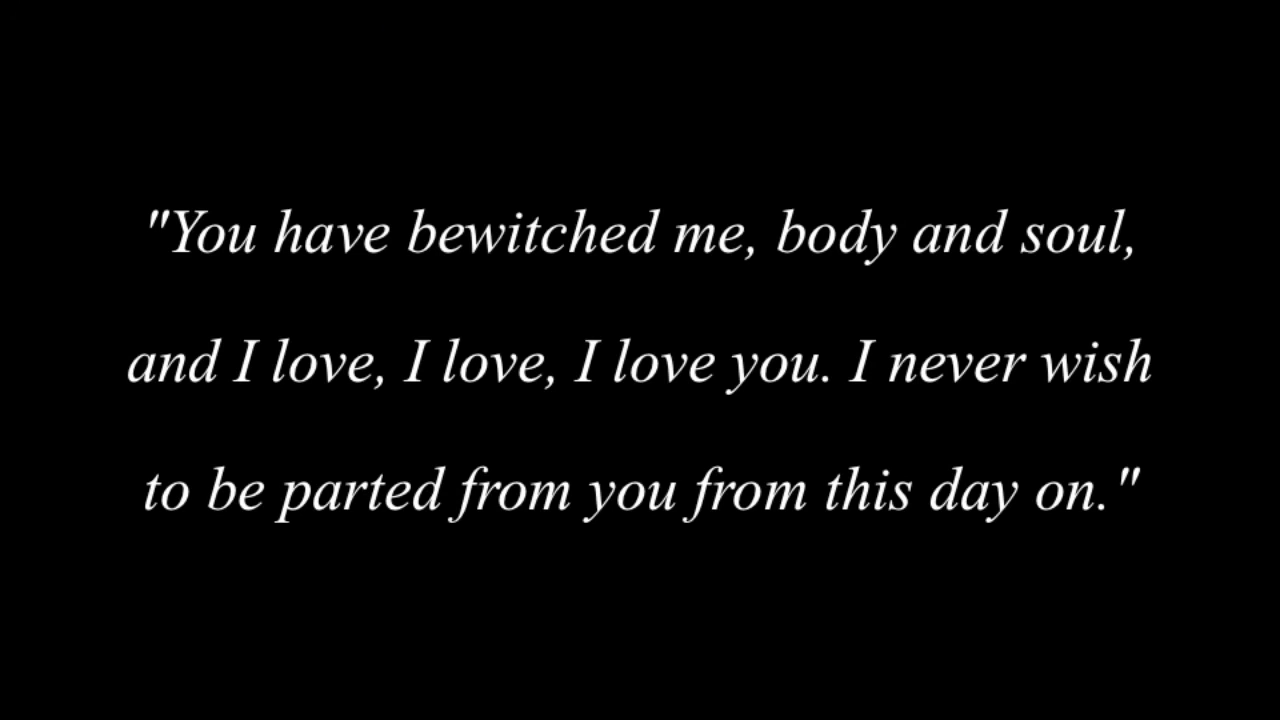 "You have bewitched me, body and soul,
and I love, I love, I love you. I never wish
to be parted from you from this day on."